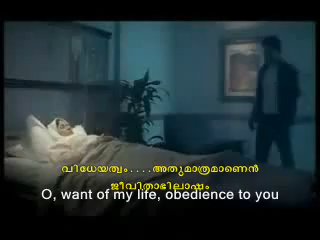 വിധേയത്വം....അതുമാത്രമാണെൻ
ജീവിതാഭിലാഷം
O, want of my life, obedience to you